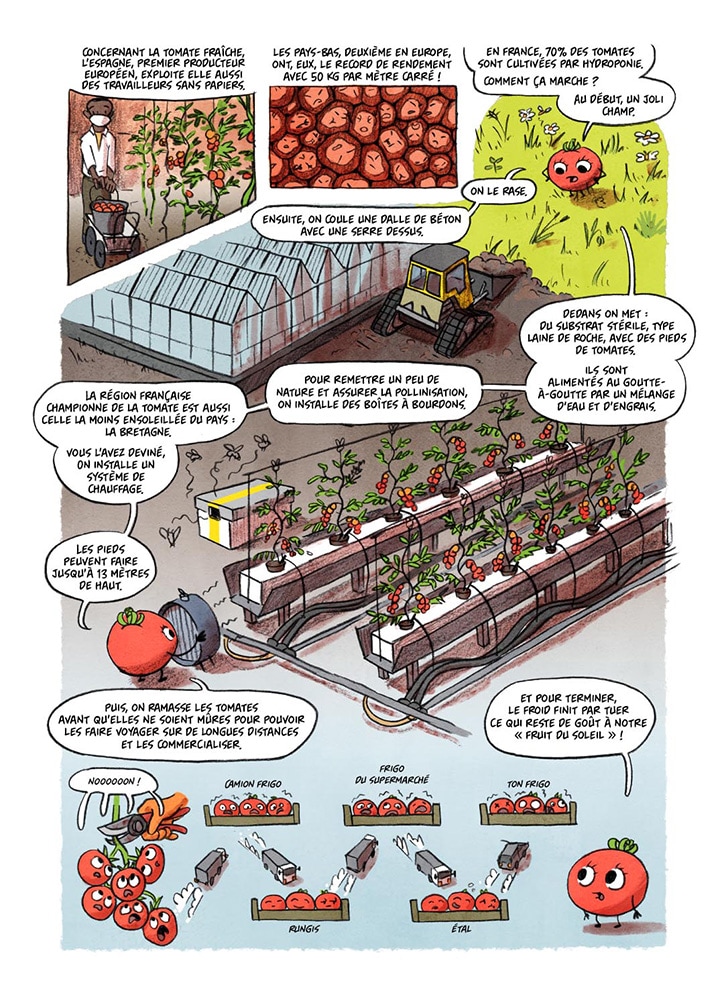 CONCERNANT LA TOMATE FRAÎCHE,
L'ESPAGNE, PREMIER PRODUCTEUR
EUROPÉEN, EXPLOITE ELLE AUSSI
DES TRAVAILLEURS SANS PAPIERS.
LES PAYS-BAS, DEUXIÈME EN EUROPE,
ONT, EUX, LE RECORD DE RENDEMENT
AVEC 50 KG PAR MÈTRE CARRÉ !
EN FRANCE, 70% DES TOMATES
SONT CULTIVÉES PAR HYDROPONIE.
COMMENT ÇA MARCHE ?
AU DÉBUT, UN JOLI
CHAMP.
ON LE RASE.
ENSUITE, ON COULE UNE DALLE DE BÉTON
AVEC UNE SERRE DESSUS.
DEDANS ON MET :
DU SUBSTRAT STÉRILE, TYPE
LAINE DE ROCHE, AVEC DES PIEDS
DE TOMATES.
ILS SONT
ALIMENTÉS AU GOUTTE-
À-GOUTTE PAR UN MÉLANGE
D'EAU ET D'ENGRAIS.
POUR REMETTRE UN PEU DE
NATURE ET ASSURER LA POLLINISATION,
ON INSTALLE DES BOÎTES À BOURDONS.
LA RÉGION FRANÇAISE
CHAMPIONNE DE LA TOMATE EST AUSSI
CELLE LA MOINS ENSOLEILLÉE DU PAYS :
LA BRETAGNE.
VOUS L'AVEZ DEVINÉ,
ON INSTALLE UN
SYSTÈME DE
CHAUFFAGE.
LES PIEDS
PEUVENT FAIRE
JUSQU'À 13 MÈTRES
DE HAUT.
PUIS, ON RAMASSE LES TOMATES
AVANT QU'ELLES NE SOIENT MÛRES POUR POUVOIR
LES FAIRE VOYAGER SUR DE LONGUES DISTANCES
ET LES COMMERCIALISER.
ET POUR TERMINER,
LE FROID FINIT PAR TUER
CE QUI RESTE DE GOÛT À NOTRE
« FRUIT DU SOLEIL » !
NOOOOOON !
CAMION FRIGO
FRIGO
DU SUPERMARCHÉ
TON FRIGO
RUNGIS
ÉTAL